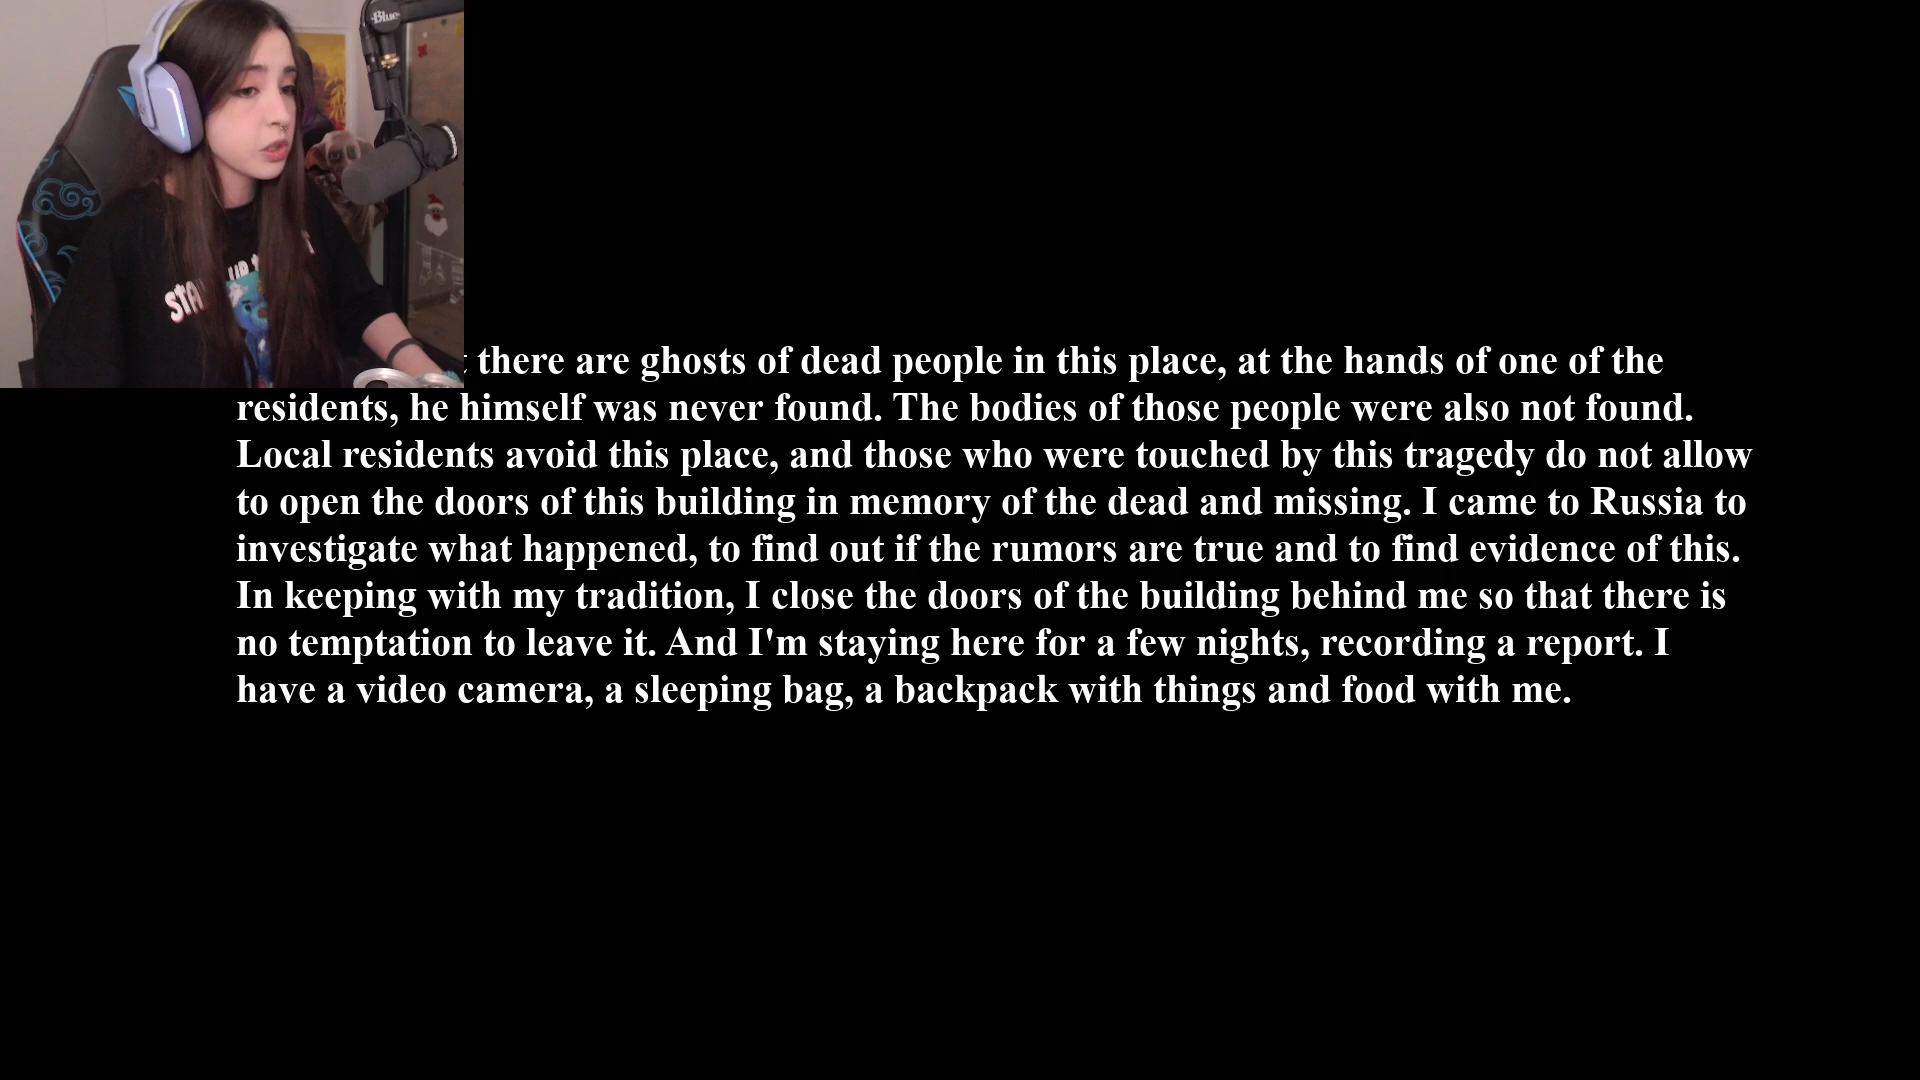 Blue
STA
UP
there are ghosts of dead people in this place, at the hands of one of the
residents, he himself was never found. The bodies of those people were also not found.
Local residents avoid this place, and those who were touched by this tragedy do not allow
to open the doors of this building in memory of the dead and missing. I came to Russia to
investigate what happened, to find out if the rumors are true and to find evidence of this.
In keeping with my tradition, I close the doors of the building behind me so that there is
no temptation to leave it. And I'm staying here for a few nights, recording a report. I
have a video camera, a sleeping bag, a backpack with things and food with me.